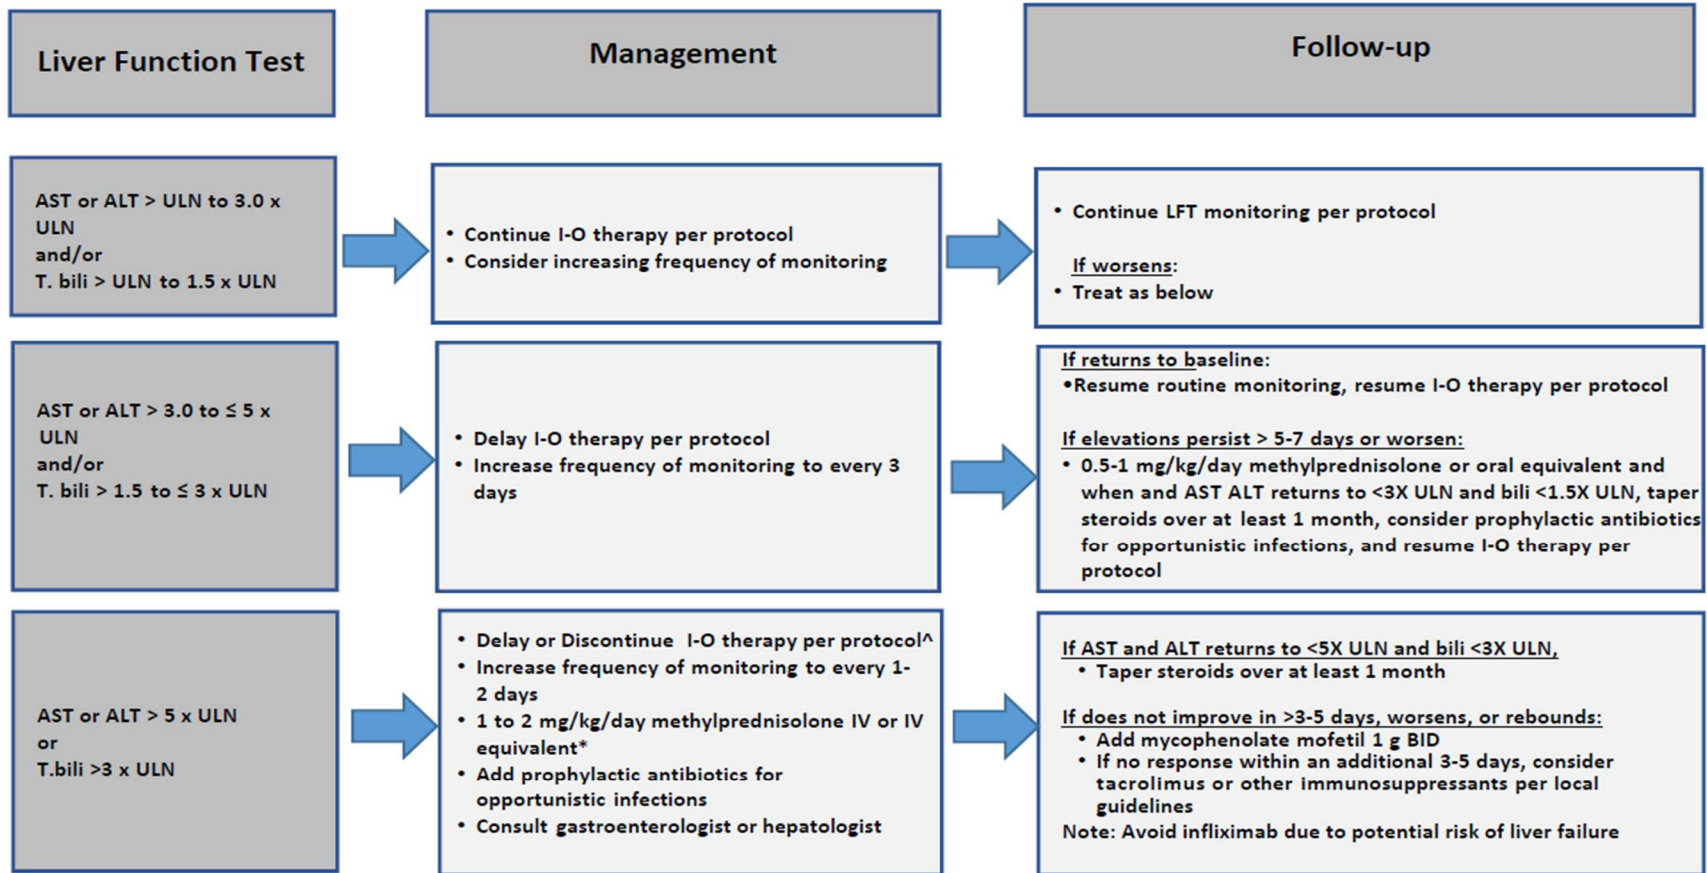 Liver Function Test
Management
Follow-up
AST or ALT > ULN to 3.0 x
ULN
and/or
T. bili > ULN to 1.5 x ULN
• Continue I-O therapy per protocol
• Consider increasing frequency of monitoring
• Continue LFT monitoring per protocol
If worsens:
• Treat as below
AST or ALT > 3.0 to ≤ 5 x
ULN
and/or
T. bili > 1.5 to ≤ 3 x ULN
• Delay I-O therapy per protocol
• Increase frequency of monitoring to every 3
days
If returns to baseline:
•Resume routine monitoring, resume I-O therapy per protocol
If elevations persist > 5-7 days or worsen:
• 0.5-1 mg/kg/day methylprednisolone or oral equivalent and
when and AST ALT returns to <3X ULN and bili <1.5X ULN, taper
steroids over at least 1 month, consider prophylactic antibiotics
for opportunistic infections, and resume I-O therapy per
protocol
AST or ALT > 5 x ULN
or
T.bili >3 x ULN
• Delay or Discontinue I-O therapy per protocol^
• Increase frequency of monitoring to every 1-
2 days
• 1 to 2 mg/kg/day methylprednisolone IV or IV
equivalent*
• Add prophylactic antibiotics for
opportunistic infections
• Consult gastroenterologist or hepatologist
If AST and ALT returns to <5X ULN and bili <3X ULN,
• Taper steroids over at least 1 month
If does not improve in >3-5 days, worsens, or rebounds:
• Add mycophenolate mofetil 1 g BID
• If no response within an additional 3-5 days, consider
tacrolimus or other immunosuppressants per local
guidelines
Note: Avoid infliximab due to potential risk of liver failure